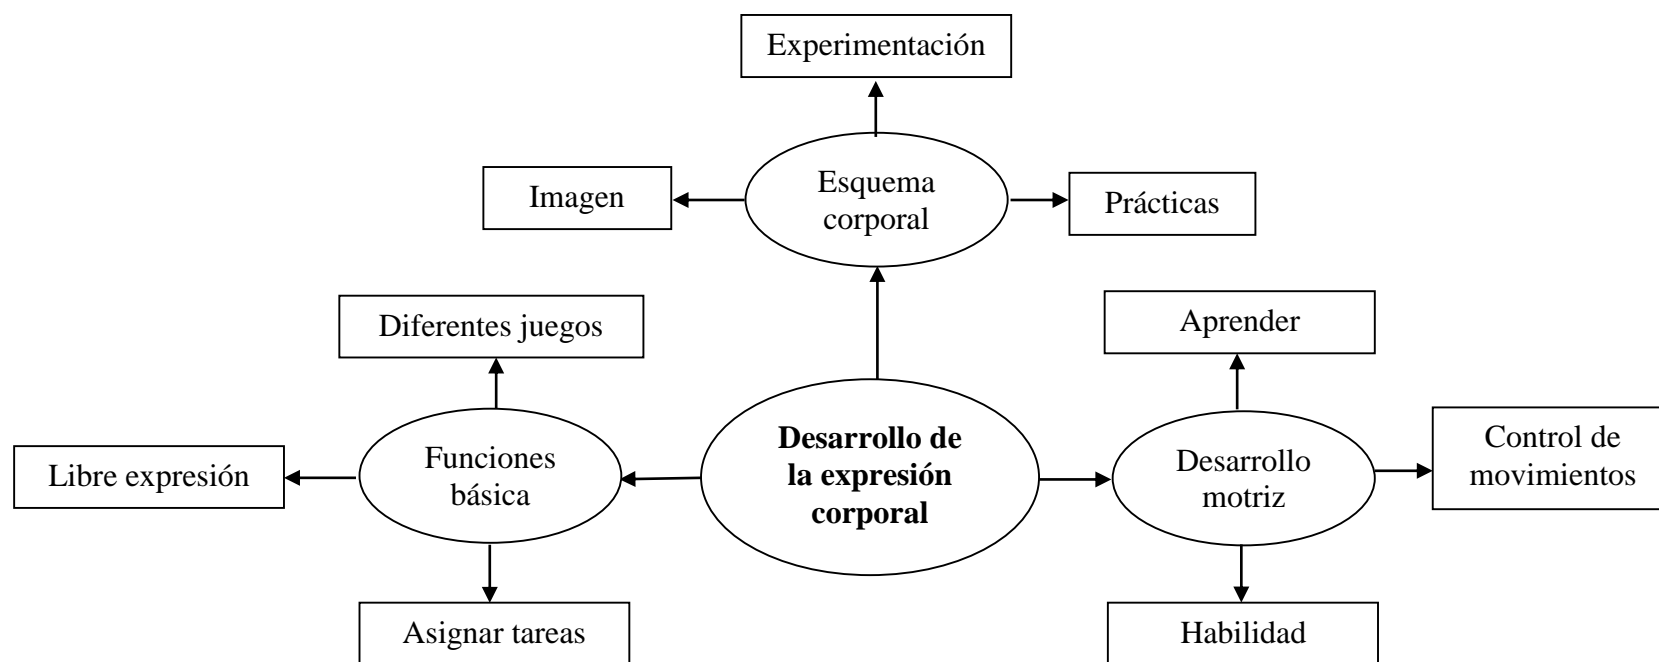 Experimentación
Imagen
Esquema
corporal
Prácticas
Diferentes juegos
Aprender
Libre expresión
Funciones
básica
Desarrollo de
la expresión
corporal
Desarrollo
motriz
Control de
movimientos
Asignar tareas
Habilidad